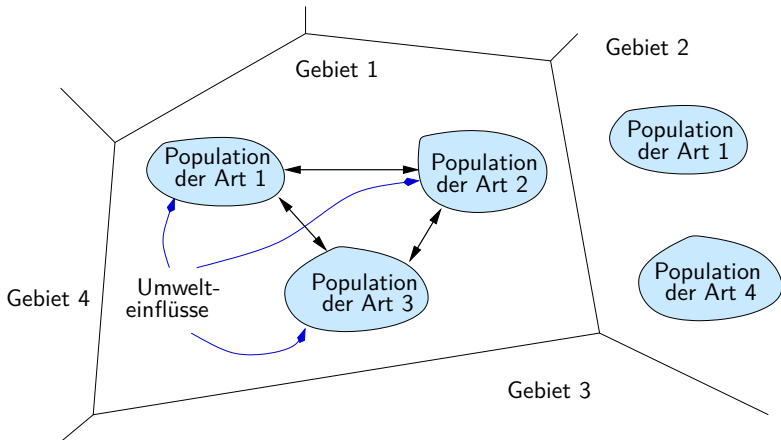 Gebiet 1
Gebiet 2
Population
der Art 1
Population
der Art 2
Population
der Art 1
Umwelt-
einflüsse
Population
der Art 3
Population
der Art 4
Gebiet 4
Gebiet 3